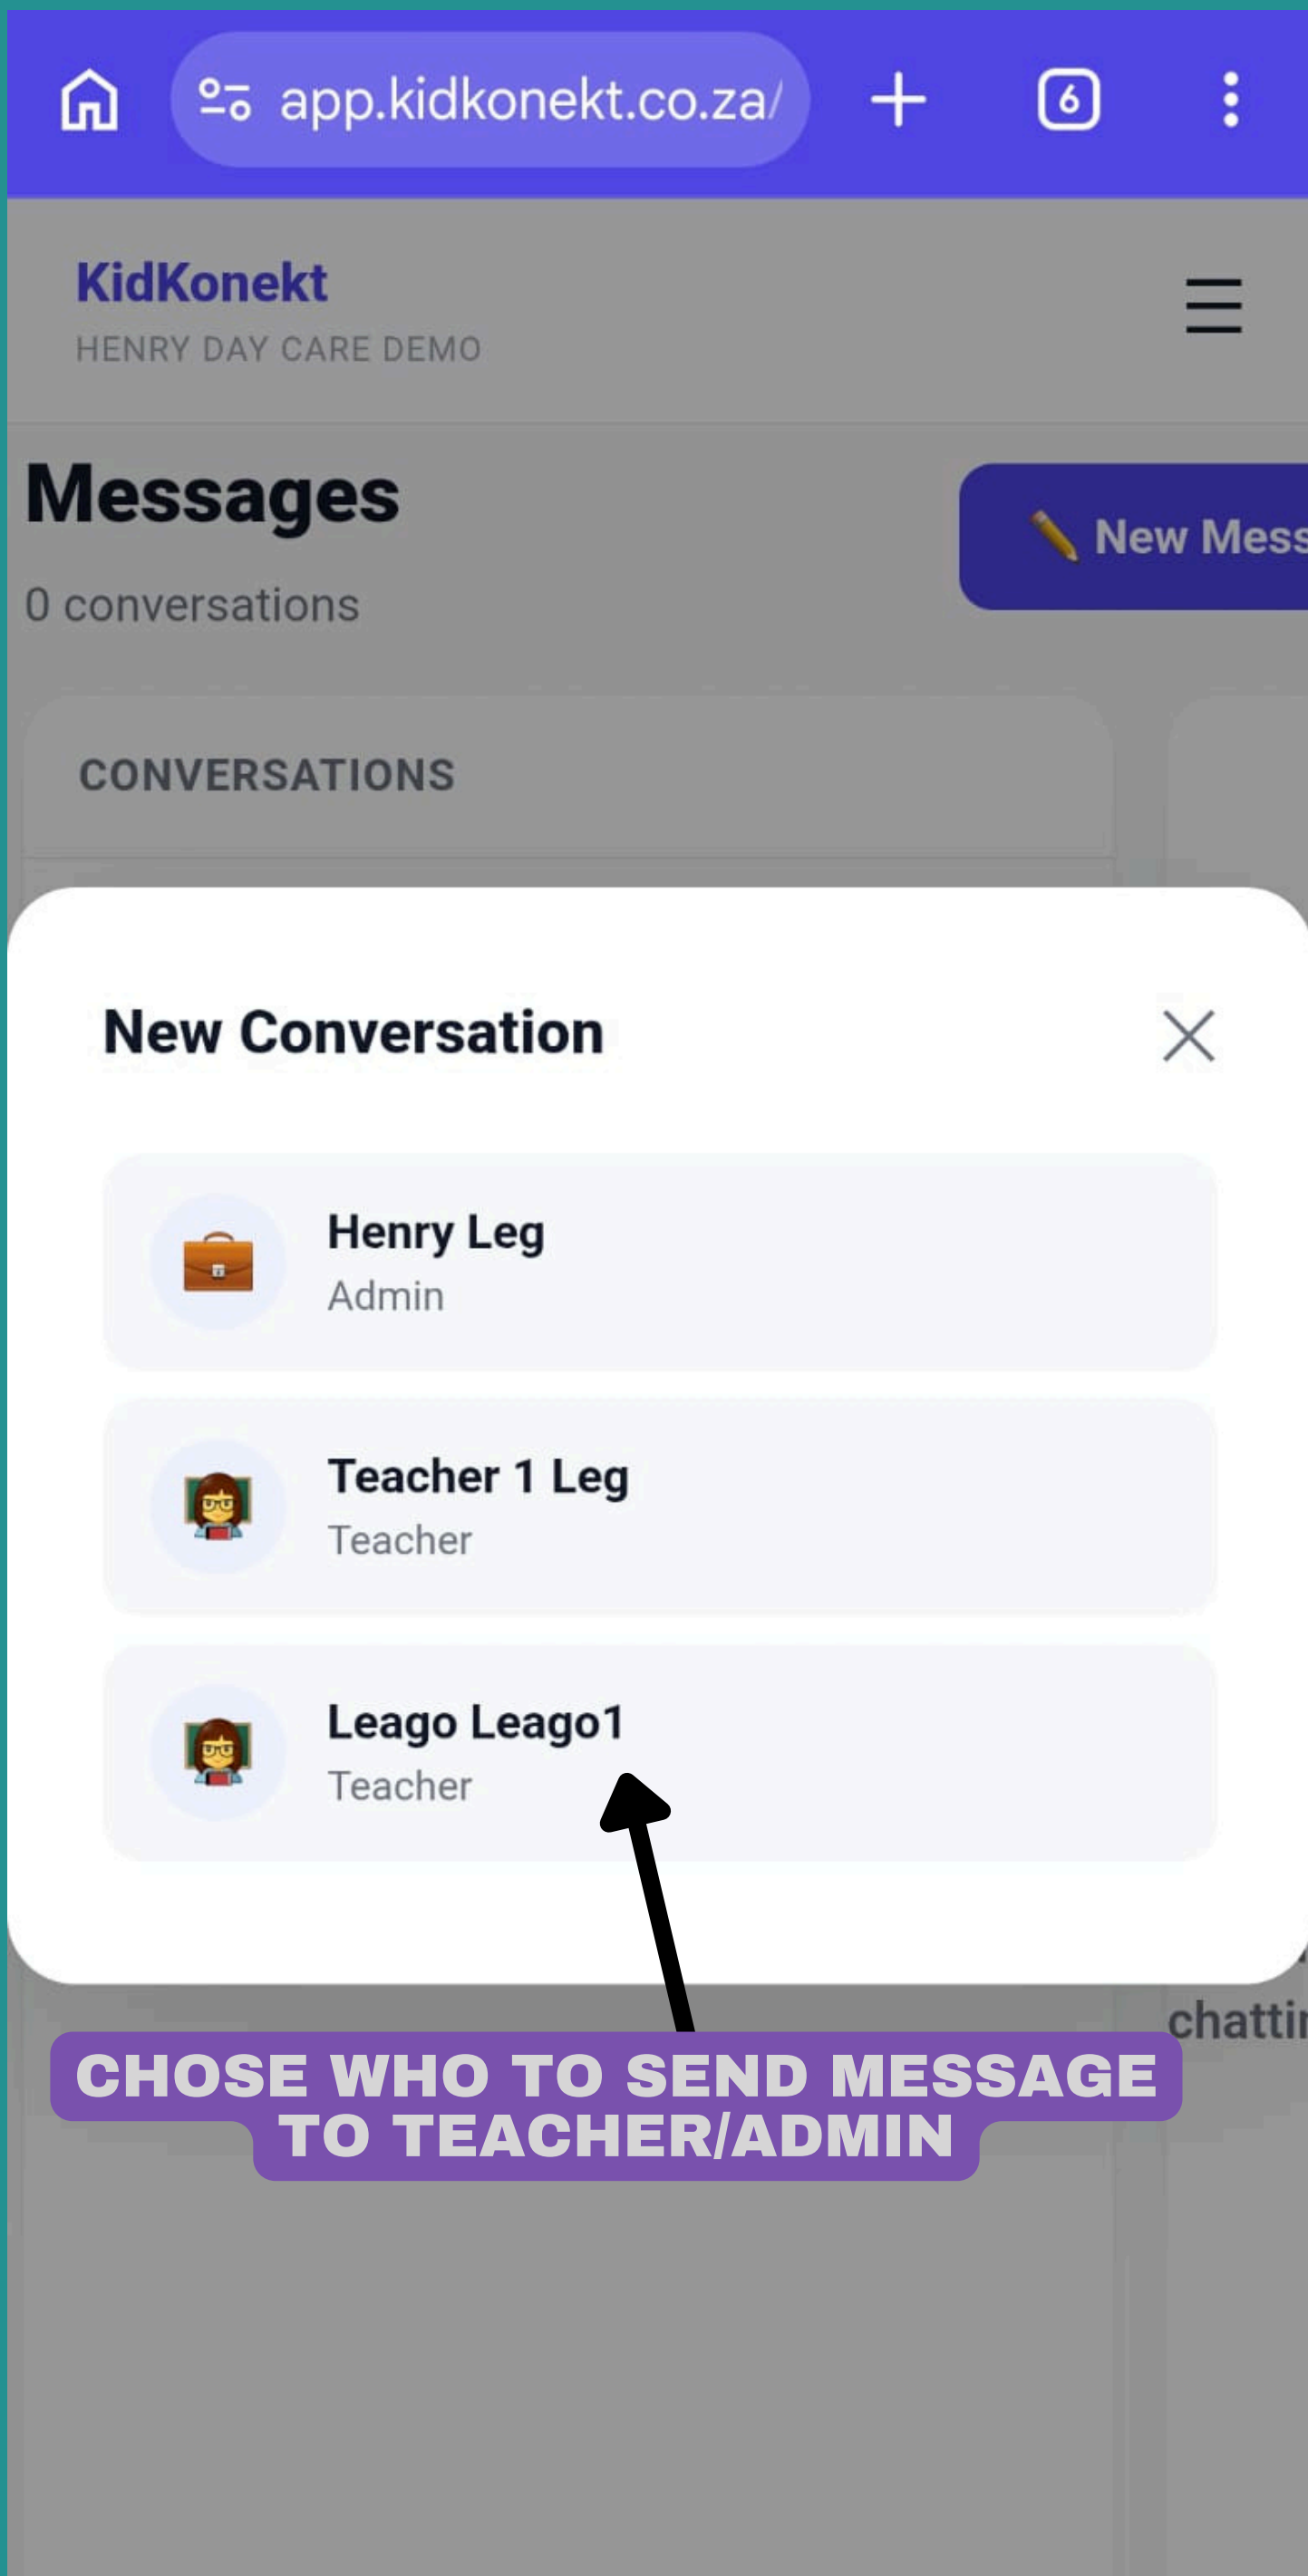 app.kidkonekt.co.za/
6
KidKonekt
HENRY DAY CARE DEMO
Messages
New Mess
0 conversations
CONVERSATIONS
New Conversation
Henry Leg
Admin
Teacher 1 Leg
Teacher
Leago Leago1
Teacher
chattin
CHOSE WHO TO SEND MESSAGE
TO TEACHER/ADMIN